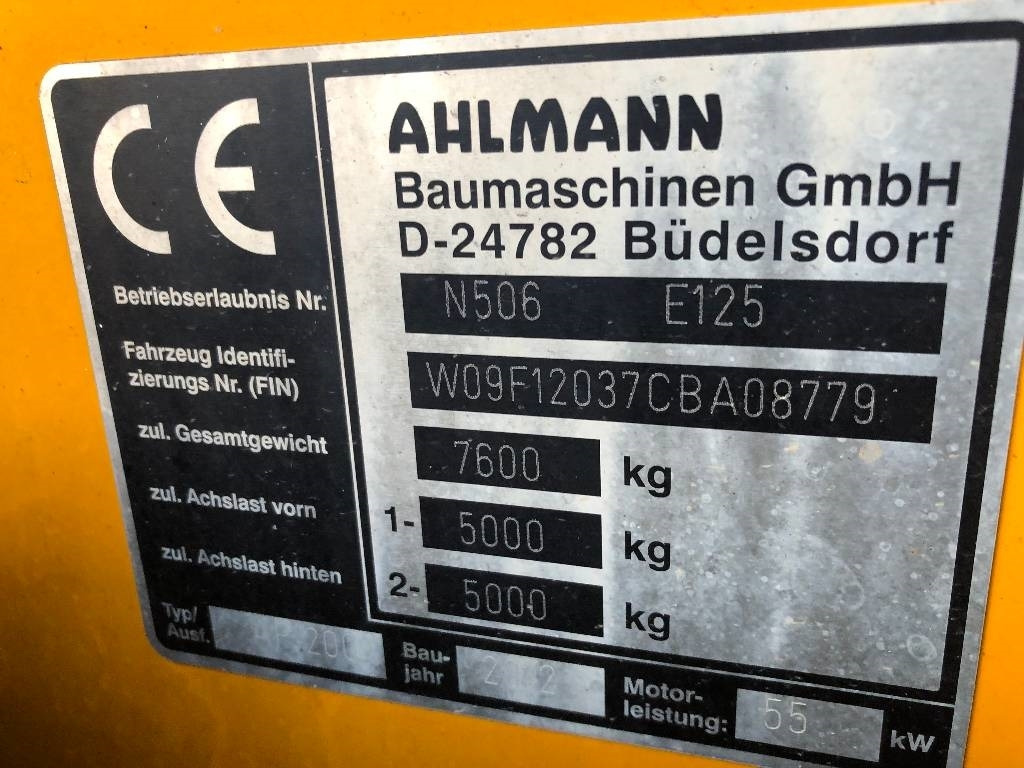 CE
AHLMANN
Baumaschinen GmbH
D-24782 Büdelsdorf
Betriebserlaubnis Nr. N506 E125
Fahrzeug Identifi-
zierungs Nr. (FIN) W09F12037CBA08779
zul. Gesamtgewicht 7600 kg
zul. Achslast vorn 1- 5000 kg
zul. Achslast hinten 2- 5000 kg
Typ/
Ausf.
Bau-
jahr
Motor-
leistung: 55 kW